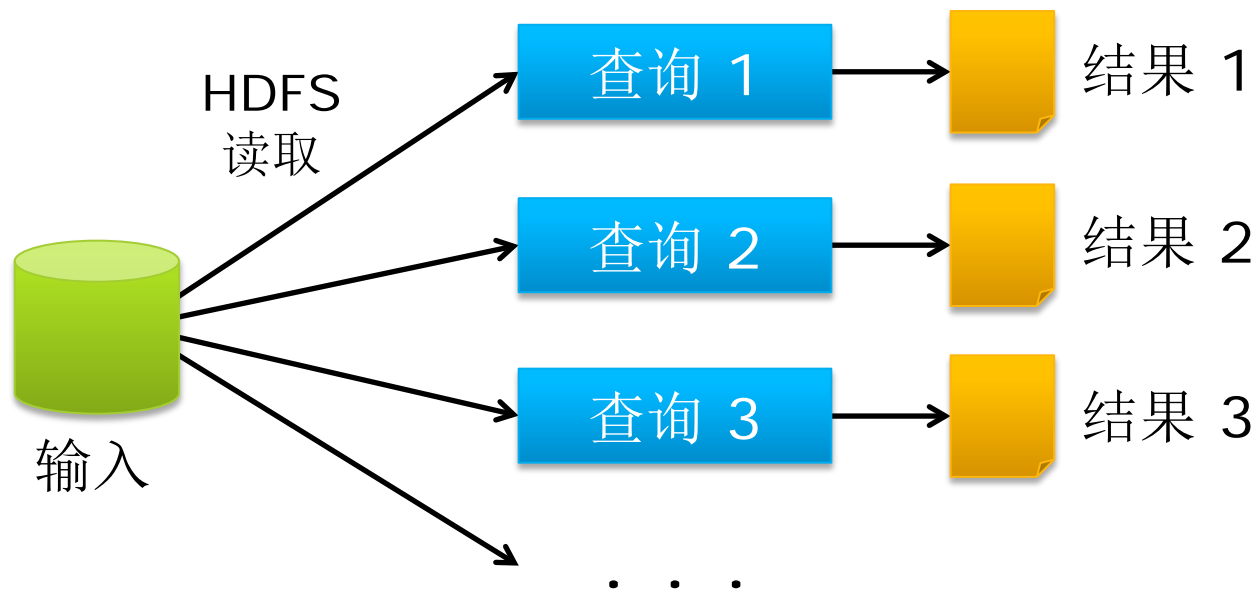 HDFS
读取
查询 1
结果 1
查询 2
结果 2
查询 3
结果 3
输入
. . .